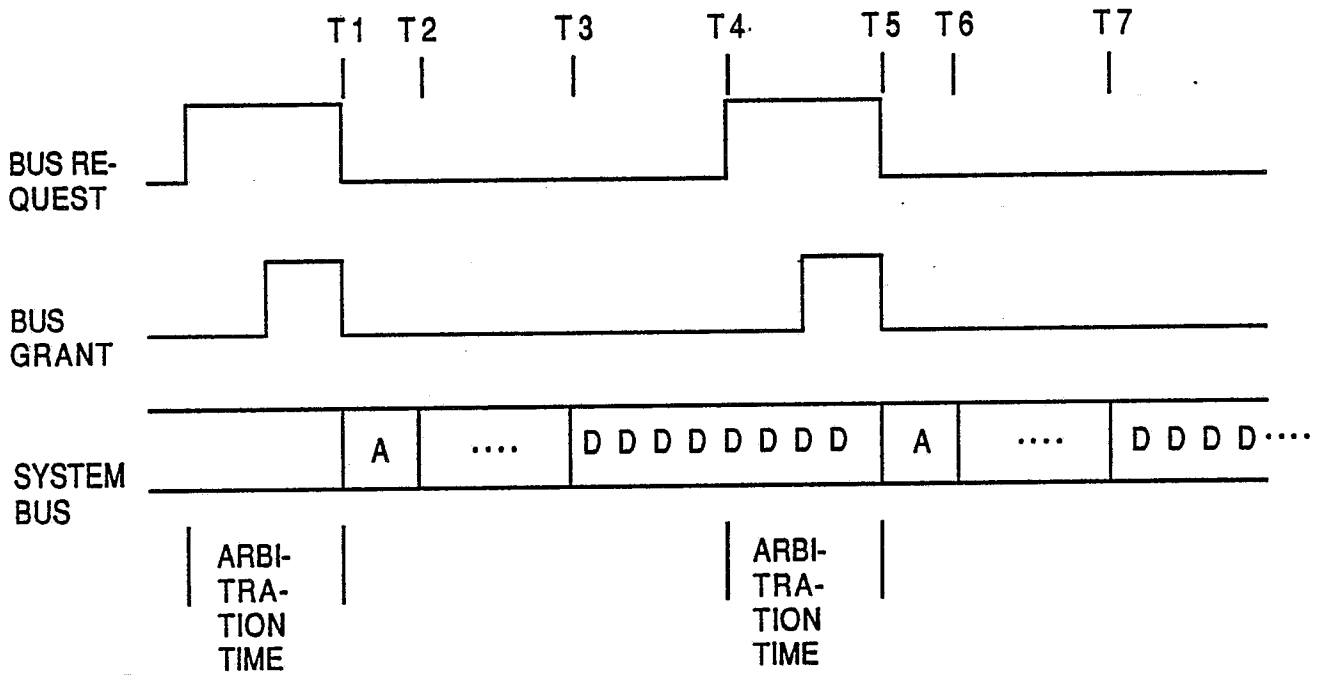 T1 T2 T3 T4. T5 T6 T7
BUS RE-
QUEST
BUS
GRANT
A .... D D D D D D D D A .... D D D D ....
SYSTEM
BUS
ARBI-
TRA-
TION
TIME
ARBI-
TRA-
TION
TIME